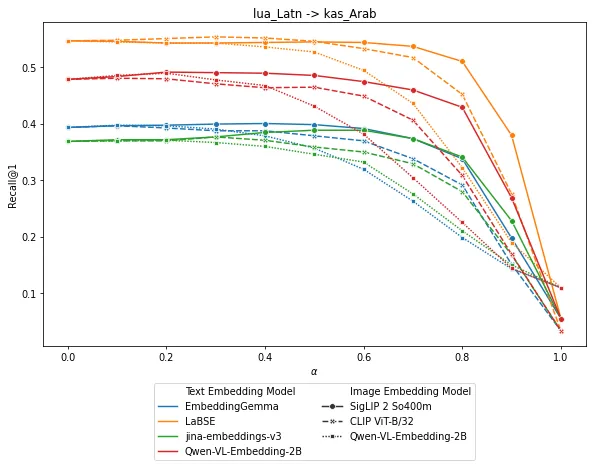 lua_Latn -> kas_Arab
Recall@1
0.5
0.4
0.3
0.2
0.1
0.0 0.2 0.4 0.6 0.8 1.0
α
Text Embedding Model Image Embedding Model
EmbeddingGemma SigLIP 2 So400m
LaBSE CLIP ViT-B/32
jina-embeddings-v3 Qwen-VL-Embedding-2B
Qwen-VL-Embedding-2B